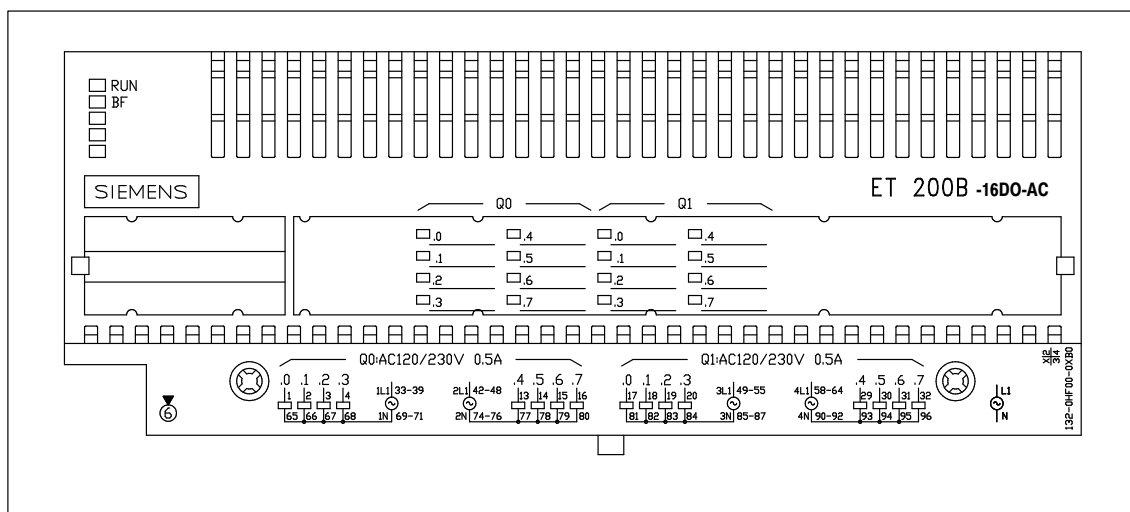 RUN
BF
SIEMENS
ET 200B -16DO-AC
Q0 Q1
.0 .4 .0 .4
.1 .5 .1 .5
.2 .6 .2 .6
.3 .7 .3 .7
Q0:AC120/230V 0.5A Q1:AC120/230V 0.5A
.0 .1 .2 .3 .4 .5 .6 .7 .0 .1 .2 .3 .4 .5 .6 .7
1 2 3 4 1L1 33-39 2L1 42-48 13 14 15 16 17 18 19 20 3L1 49-55 4L1 58-64 29 30 31 32 L1
65 66 67 68 1N 69-71 2N 74-76 77 78 79 80 81 82 83 84 3N 85-87 4N 90-92 93 94 95 96 N
6
X 2
3 4
132-0HF00-0XB0